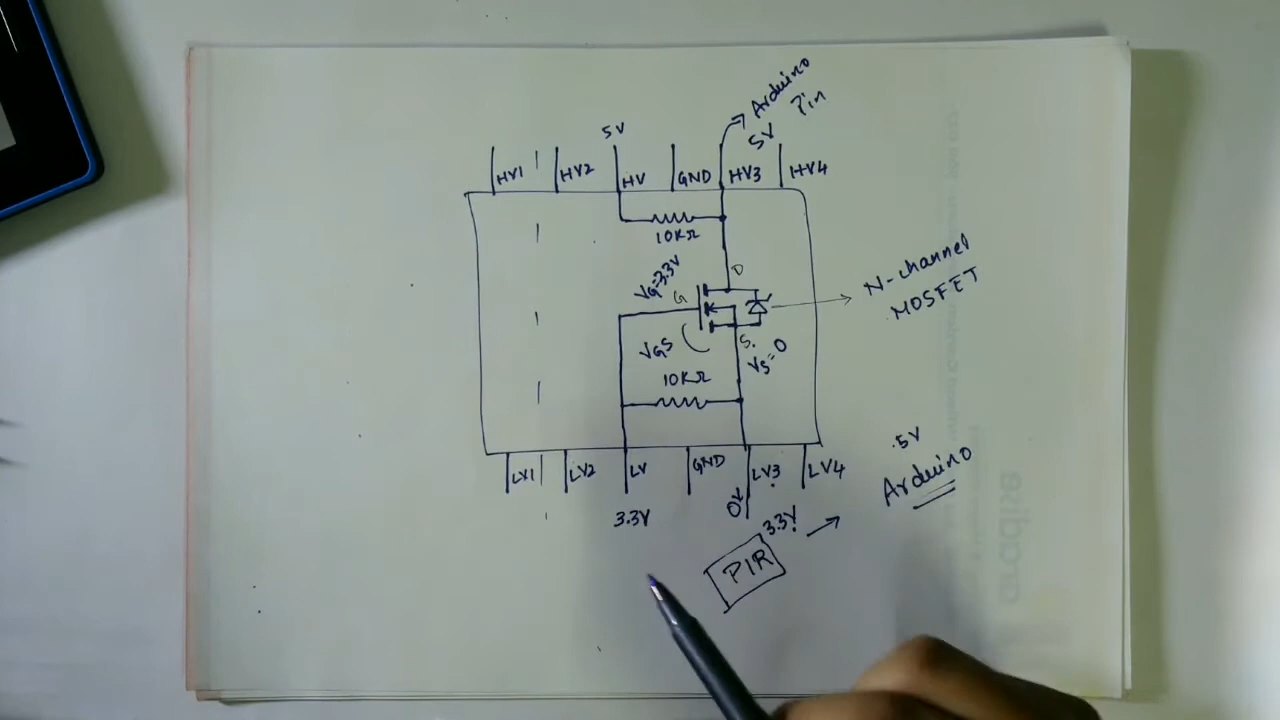 Arduino
Pin
5V
5V
HV1
HV2
HV
GND
HV3
HV4
10KΩ
VG=3.3V
G
D
N-channel
MOSFET
VGS
S.
VS=0
10KΩ
LV1
LV2
LV
GND
LV3
LV4
3.3V
0
3.3V
.5V
Arduino
PIR